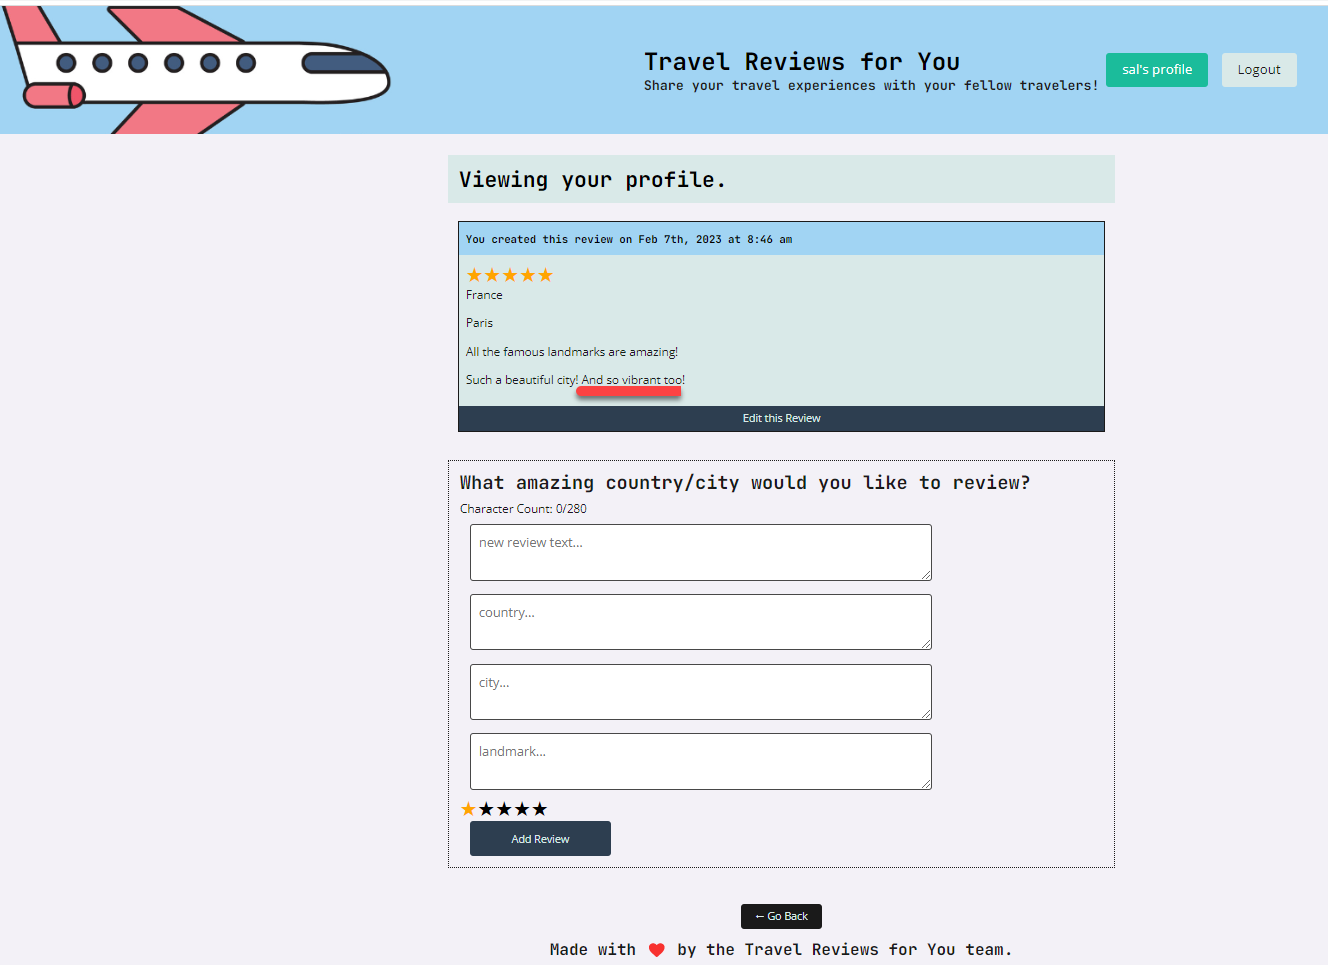 Travel Reviews for You
Share your travel experiences with your fellow travelers!
sal's profile
Logout
Viewing your profile.
You created this review on Feb 7th, 2023 at 8:46 am
★★★★★
France
Paris
All the famous landmarks are amazing!
Such a beautiful city! And so vibrant too!
Edit this Review
What amazing country/city would you like to review?
Character Count: 0/280
new review text...
country...
city...
landmark...
★★★★★
Add Review
← Go Back
Made with ❤ by the Travel Reviews for You team.